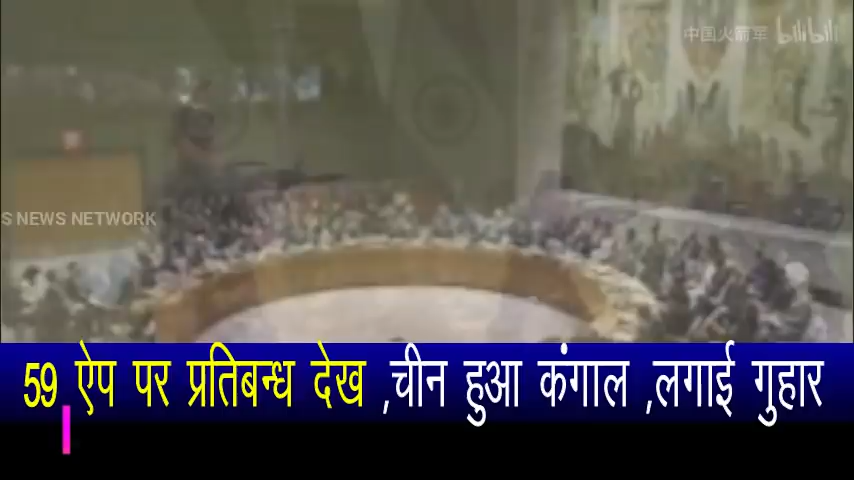 中国火箭军 bilibili
S NEWS NETWORK
59 ऐप पर प्रतिबन्ध देख ,चीन हुआ कंगाल ,लगाई गुहार